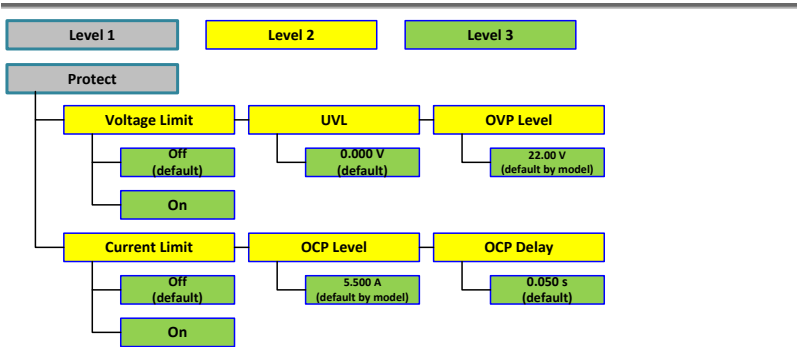 Level 1
Level 2
Level 3
Protect
Voltage Limit
UVL
OVP Level
Off
(default)
0.000 V
(default)
22.00 V
(default by model)
On
Current Limit
OCP Level
OCP Delay
Off
(default)
5.500 A
(default by model)
0.050 s
(default)
On